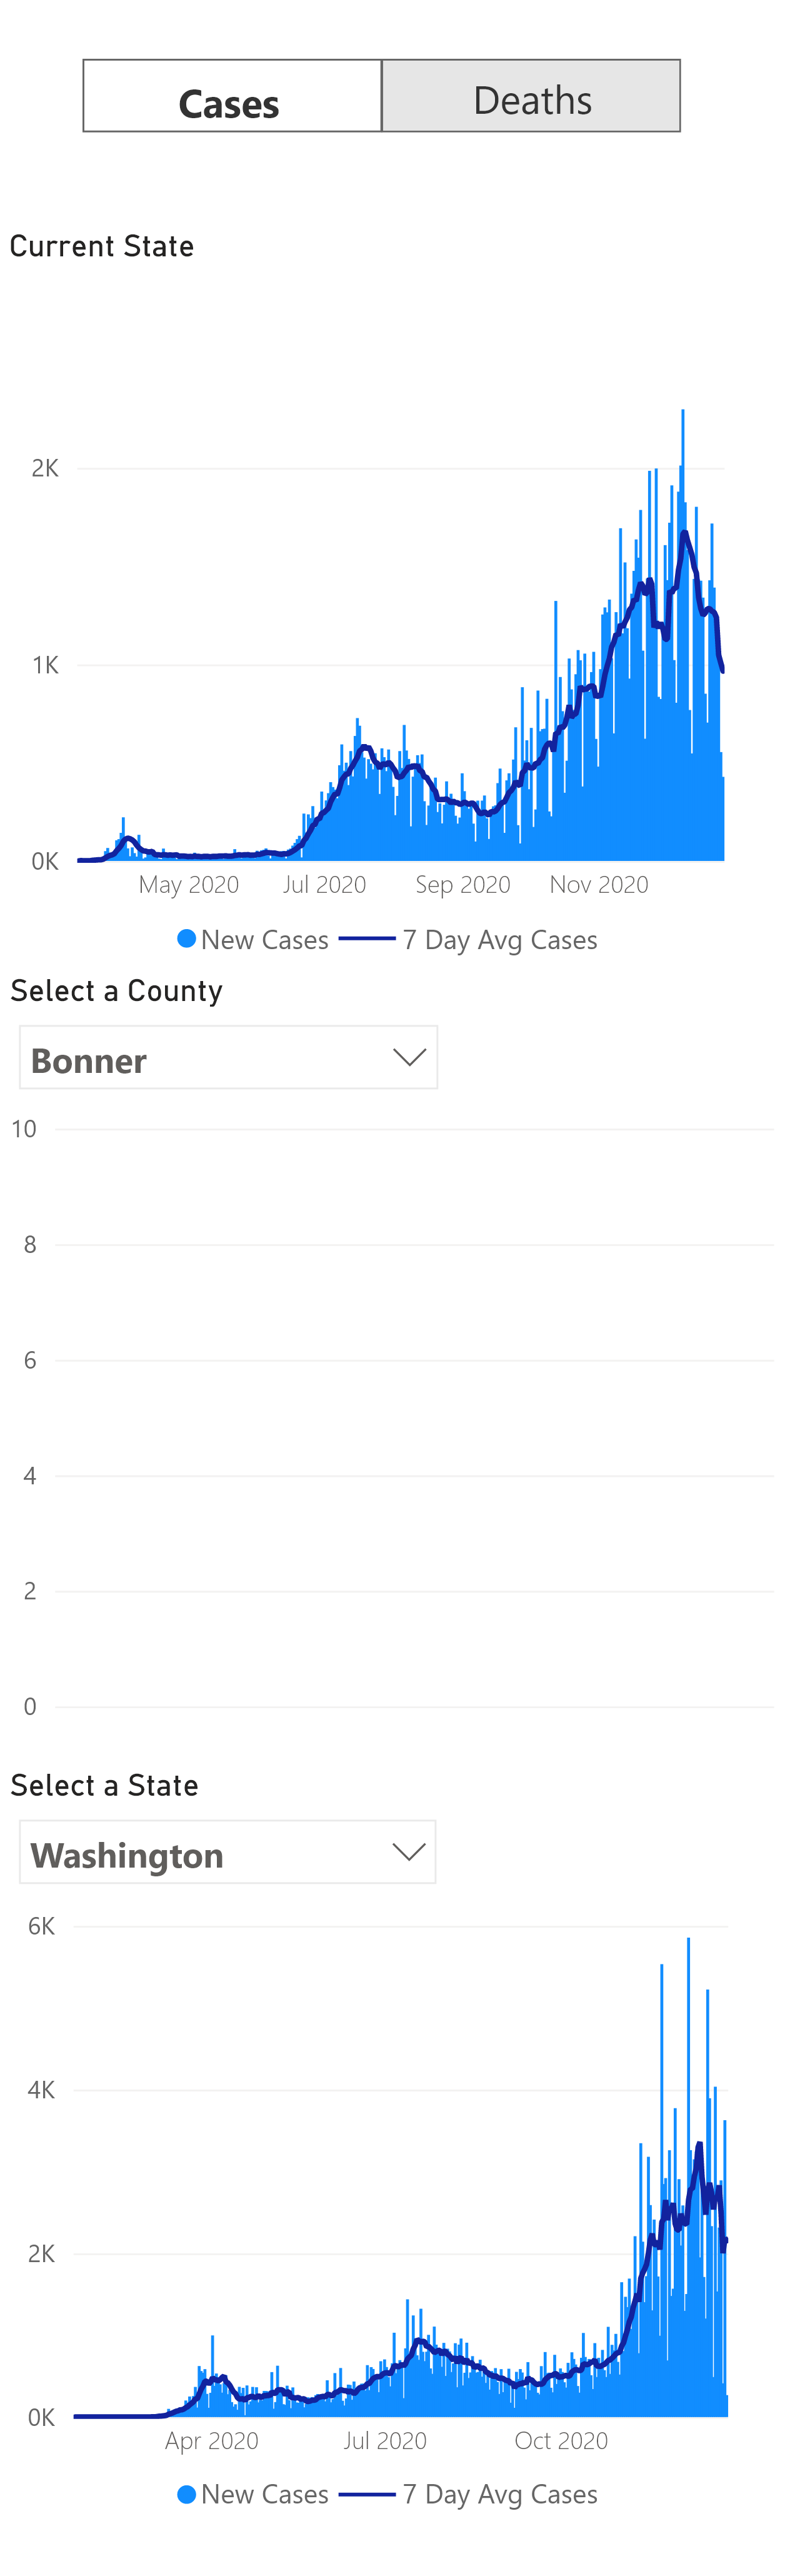 Cases Deaths
Current State
2K
1K
0K
May 2020 Jul 2020 Sep 2020 Nov 2020
New Cases 7 Day Avg Cases
Select a County
Bonner
10
8
6
4
2
0
Select a State
Washington
6K
4K
2K
0K
Apr 2020 Jul 2020 Oct 2020
New Cases 7 Day Avg Cases